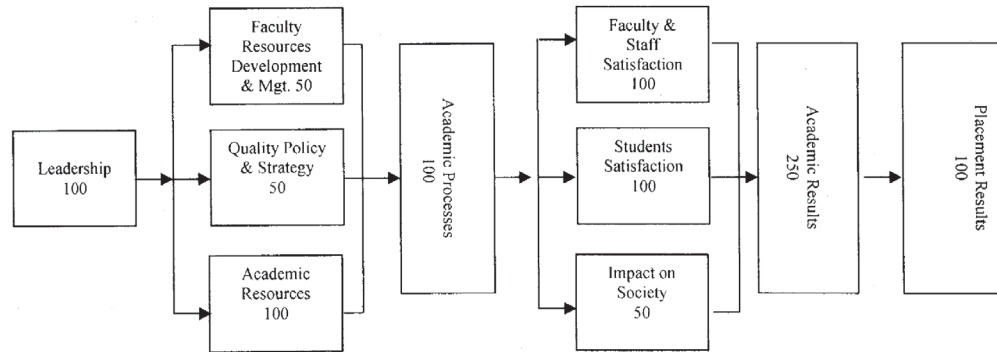 Leadership
100
Faculty
Resources
Development
& Mgt. 50
Quality Policy
& Strategy
50
Academic
Resources
100
Academic Processes
100
Faculty &
Staff
Satisfaction
100
Students
Satisfaction
100
Impact on
Society
50
Academic Results
250
Placement Results
100